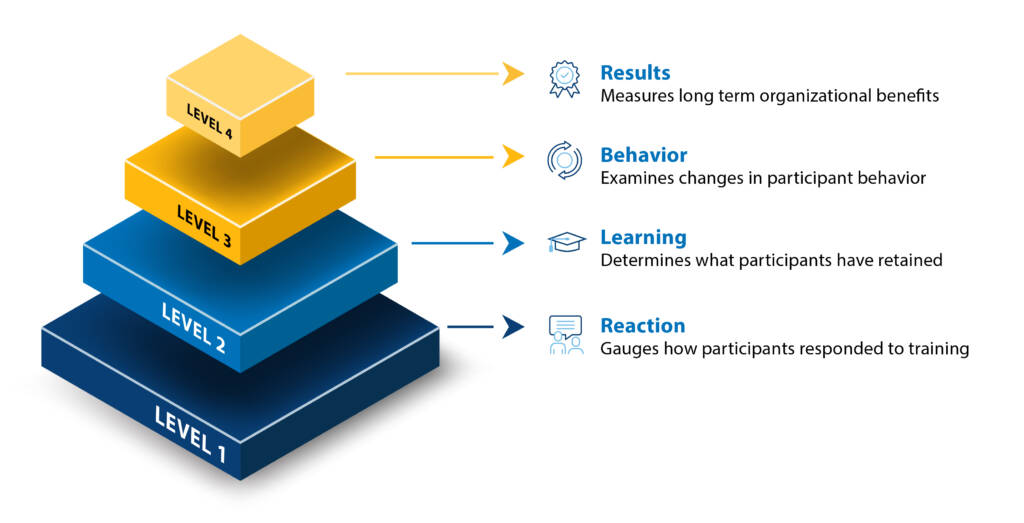 LEVEL 4
Results
Measures long term organizational benefits
LEVEL 3
Behavior
Examines changes in participant behavior
LEVEL 2
Learning
Determines what participants have retained
LEVEL 1
Reaction
Gauges how participants responded to training